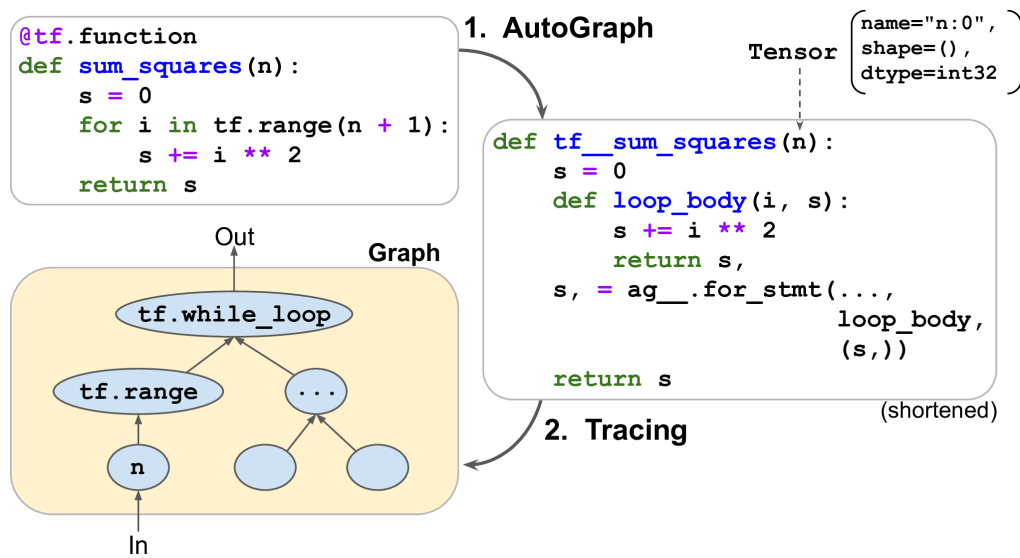 @tf.function
def sum_squares(n):
    s = 0
    for i in tf.range(n + 1):
        s += i ** 2
    return s
1. AutoGraph
Tensor
name="n:0",
shape=(),
dtype=int32
def tf__sum_squares(n):
    s = 0
    def loop_body(i, s):
        s += i ** 2
        return s,
    s, = ag__.for_stmt(...,
                       loop_body,
                       (s,))
    return s
(shortened)
2. Tracing
Graph
Out
tf.while_loop
tf.range
...
n
In